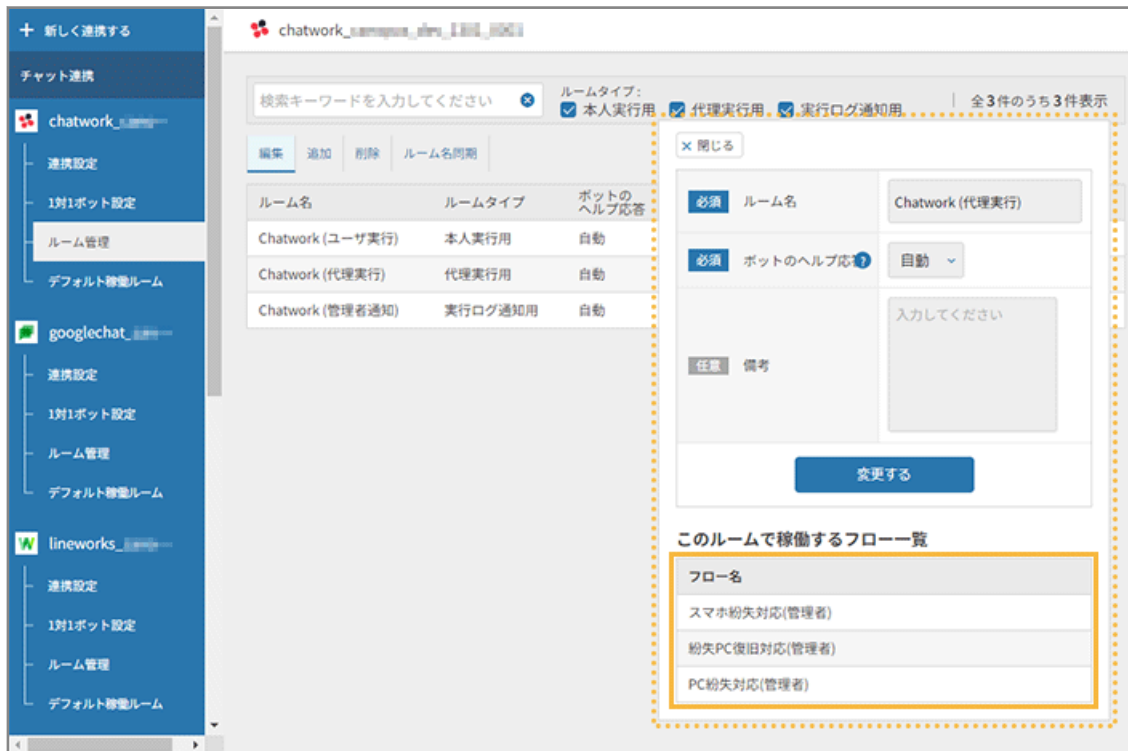 + 新しく連携する
チャット連携
chatwork_
連携設定
1対1ボット設定
ルーム管理
デフォルト稼働ルーム
googlechat_
連携設定
1対1ボット設定
ルーム管理
デフォルト稼働ルーム
lineworks_
連携設定
1対1ボット設定
ルーム管理
デフォルト稼働ルーム
chatwork_
検索キーワードを入力してください
ルームタイプ :
本人実行用 代理実行用 実行ログ通知用
全3件のうち3件表示
編集 追加 削除 ルーム名同期
ルーム名 ルームタイプ ボットの
ヘルプ応答
Chatwork (ユーザ実行) 本人実行用 自動
Chatwork (代理実行) 代理実行用 自動
Chatwork (管理者通知) 実行ログ通知用 自動
× 閉じる
必須 ルーム名 Chatwork (代理実行)
必須 ボットのヘルプ応答 ? 自動
任意 備考 入力してください
変更する
このルームで稼働するフロー一覧
フロー名
スマホ紛失対応(管理者)
紛失PC復旧対応(管理者)
PC紛失対応(管理者)